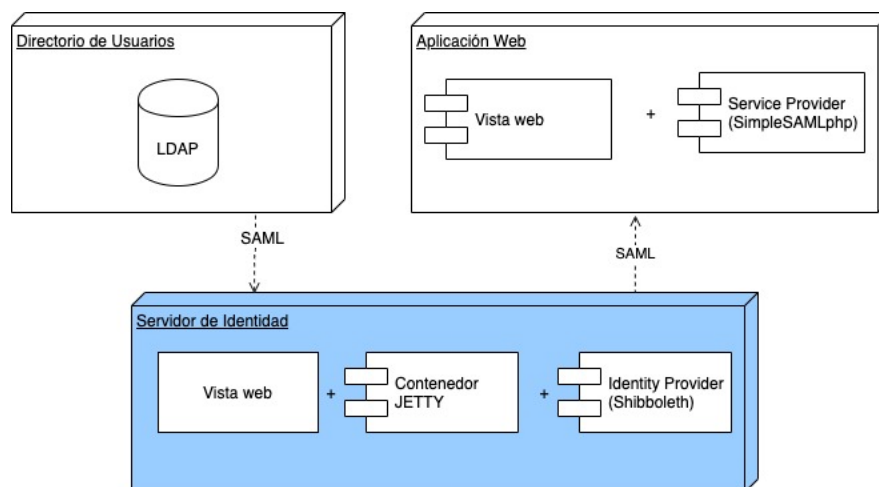 Directorio de Usuarios
LDAP
Aplicación Web
Vista web
+
Service Provider
(SimpleSAMLphp)
SAML
SAML
Servidor de Identidad
Vista web
+
Contenedor
JETTY
+
Identity Provider
(Shibboleth)